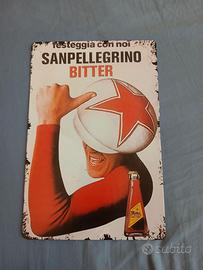 festeggia con noi
SANPELLEGRINO
BITTER
subito